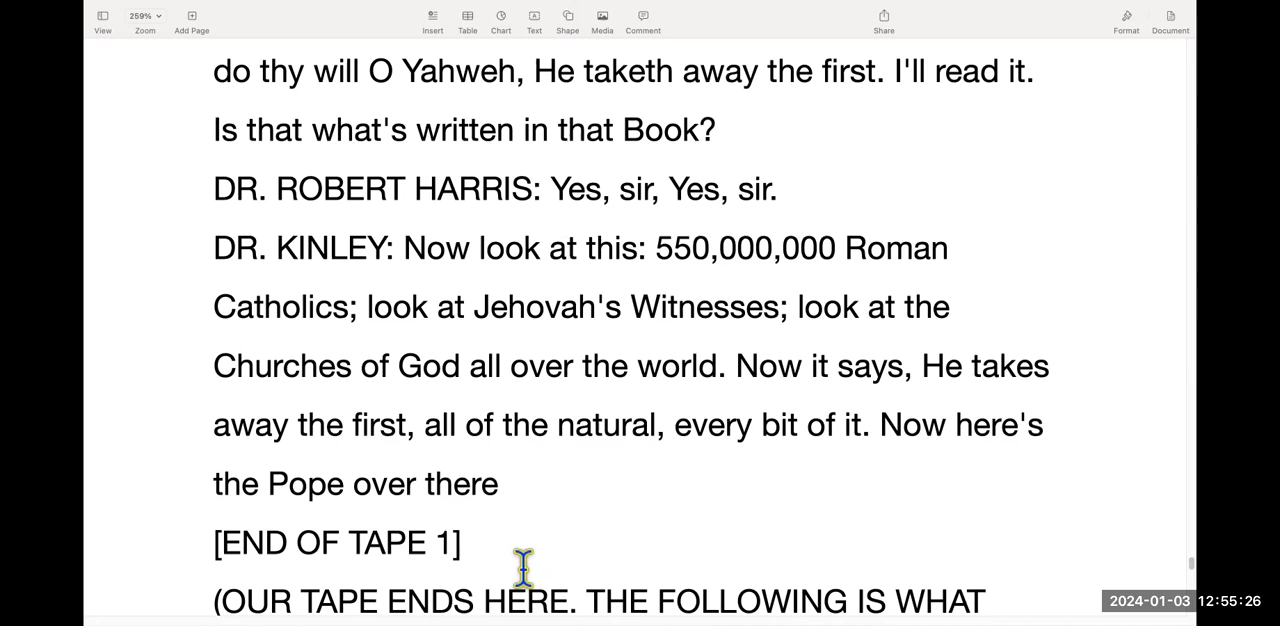 259%
View
Zoom
Add Page
Insert
Table
Chart
Text
Shape
Media
Comment
Share
Format
Document
do thy will O Yahweh, He taketh away the first. I'll read it.
Is that what's written in that Book?
DR. ROBERT HARRIS: Yes, sir, Yes, sir.
DR. KINLEY: Now look at this: 550,000,000 Roman
Catholics; look at Jehovah's Witnesses; look at the
Churches of God all over the world. Now it says, He takes
away the first, all of the natural, every bit of it. Now here's
the Pope over there
[END OF TAPE 1]
(OUR TAPE ENDS HERE. THE FOLLOWING IS WHAT
2024-01-03 12:55:26